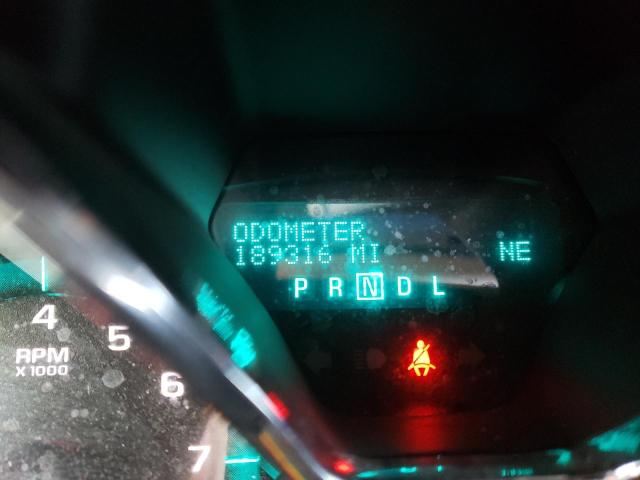 ODOMETER
189316 MI NE
P R N D L
4
5
RPM
X 1000
6
7